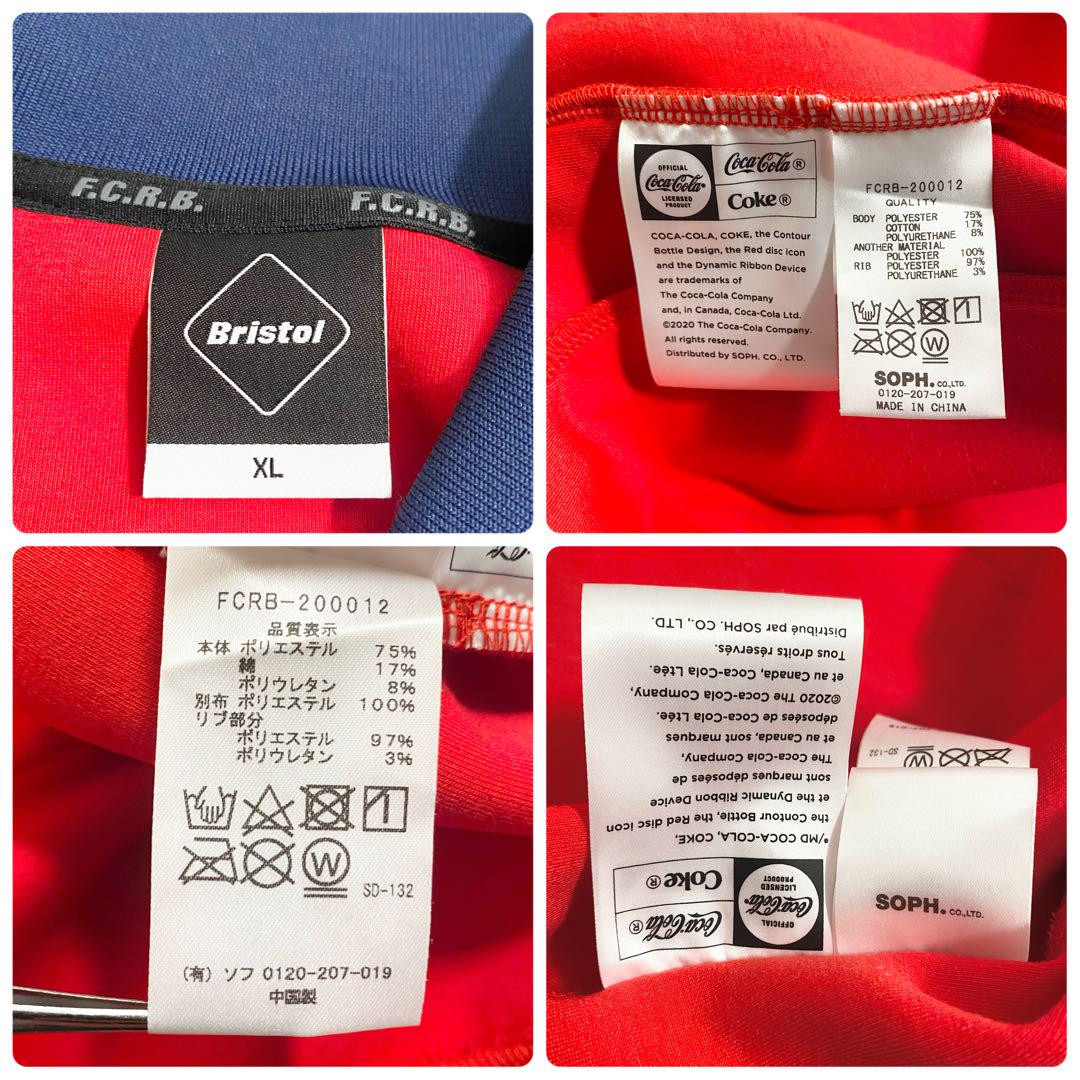 F.C.R.B. F.C.R.B.
Bristol
XL
OFFICIAL
Coca-Cola®
LICENSED
PRODUCT
Coca-Cola®
Coke®
COCA-COLA, COKE, the Contour
Bottle Design, the Red disc icon
and the Dynamic Ribbon Device
are trademarks of
The Coca-Cola Company
and, in Canada, Coca-Cola Ltd.
©2020 The Coca-Cola Company.
All rights reserved.
Distributed by SOPH. CO., LTD.
FCRB-200012
QUALITY
BODY POLYESTER 75%
COTTON 17%
POLYURETHANE 8%
ANOTHER MATERIAL
POLYESTER 100%
RIB POLYESTER 97%
POLYURETHANE 3%
W
SOPH. CO.,LTD.
0120-207-019
MADE IN CHINA
FCRB-200012
品質表示
本体 ポリエステル 75%
綿 17%
ポリウレタン 8%
別布 ポリエステル 100%
リブ部分
ポリエステル 97%
ポリウレタン 3%
W
SD-132
(有) ソフ 0120-207-019
中国製
OFFICIAL
Coca-Cola®
LICENSED
PRODUCT
Coca-Cola®
Coke®
*/MD COCA-COLA, COKE,
the Contour Bottle, the Red disc icon
et the Dynamic Ribbon Device
sont marques déposées de
The Coca-Cola Company,
et au Canada, sont marques
déposées de Coca-Cola Ltée.
©2020 The Coca-Cola Company,
et au Canada, Coca-Cola Ltée.
Tous droits réservés.
Distribué par SOPH. CO., LTD.
W
SD-132
SOPH. CO.,LTD.